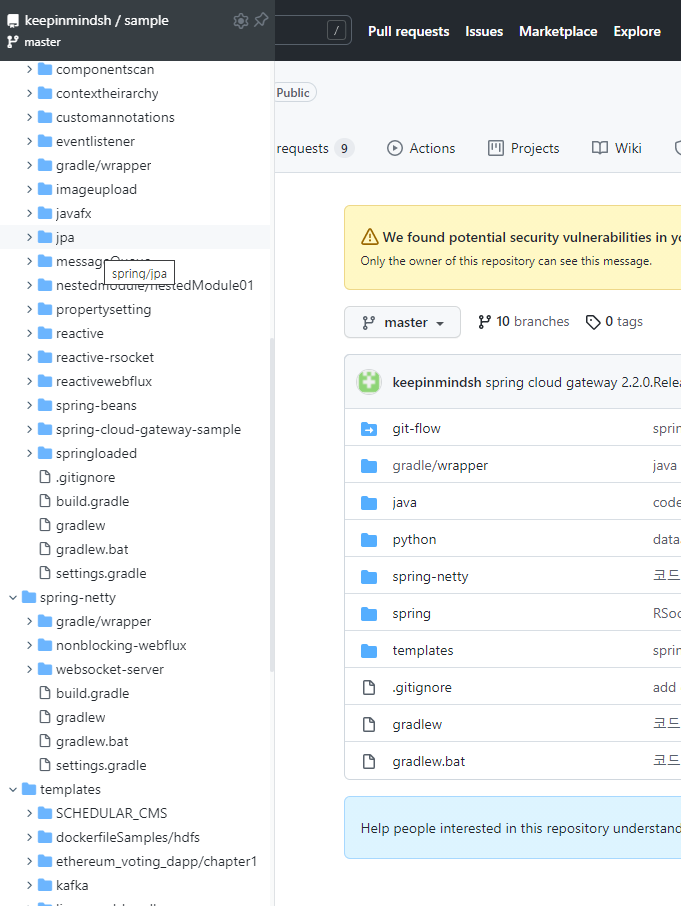 keepinmindsh / sample
master
componentscan
contextheirarchy
customannotations
eventlistener
gradle/wrapper
imageupload
javafx
jpa
spring/jpa
nestedmodule/nestedModule01
propertysetting
reactive
reactive-rsocket
reactivewebflux
spring-beans
spring-cloud-gateway-sample
springloaded
.gitignore
build.gradle
gradlew
gradlew.bat
settings.gradle
spring-netty
gradle/wrapper
nonblocking-webflux
websocket-server
build.gradle
gradlew
gradlew.bat
settings.gradle
templates
SCHEDULAR_CMS
dockerfileSamples/hdfs
ethereum_voting_dapp/chapter1
kafka
/
Pull requests Issues Marketplace Explore
Public
requests 9 Actions Projects Wiki
We found potential security vulnerabilities in yo
Only the owner of this repository can see this message.
master 10 branches 0 tags
keepinmindsh spring cloud gateway 2.2.0.Relea
git-flow sprin
gradle/wrapper java
java code
python data
spring-netty 코드
spring RSoc
templates sprin
.gitignore add
gradlew 코드
gradlew.bat 코드
Help people interested in this repository understand